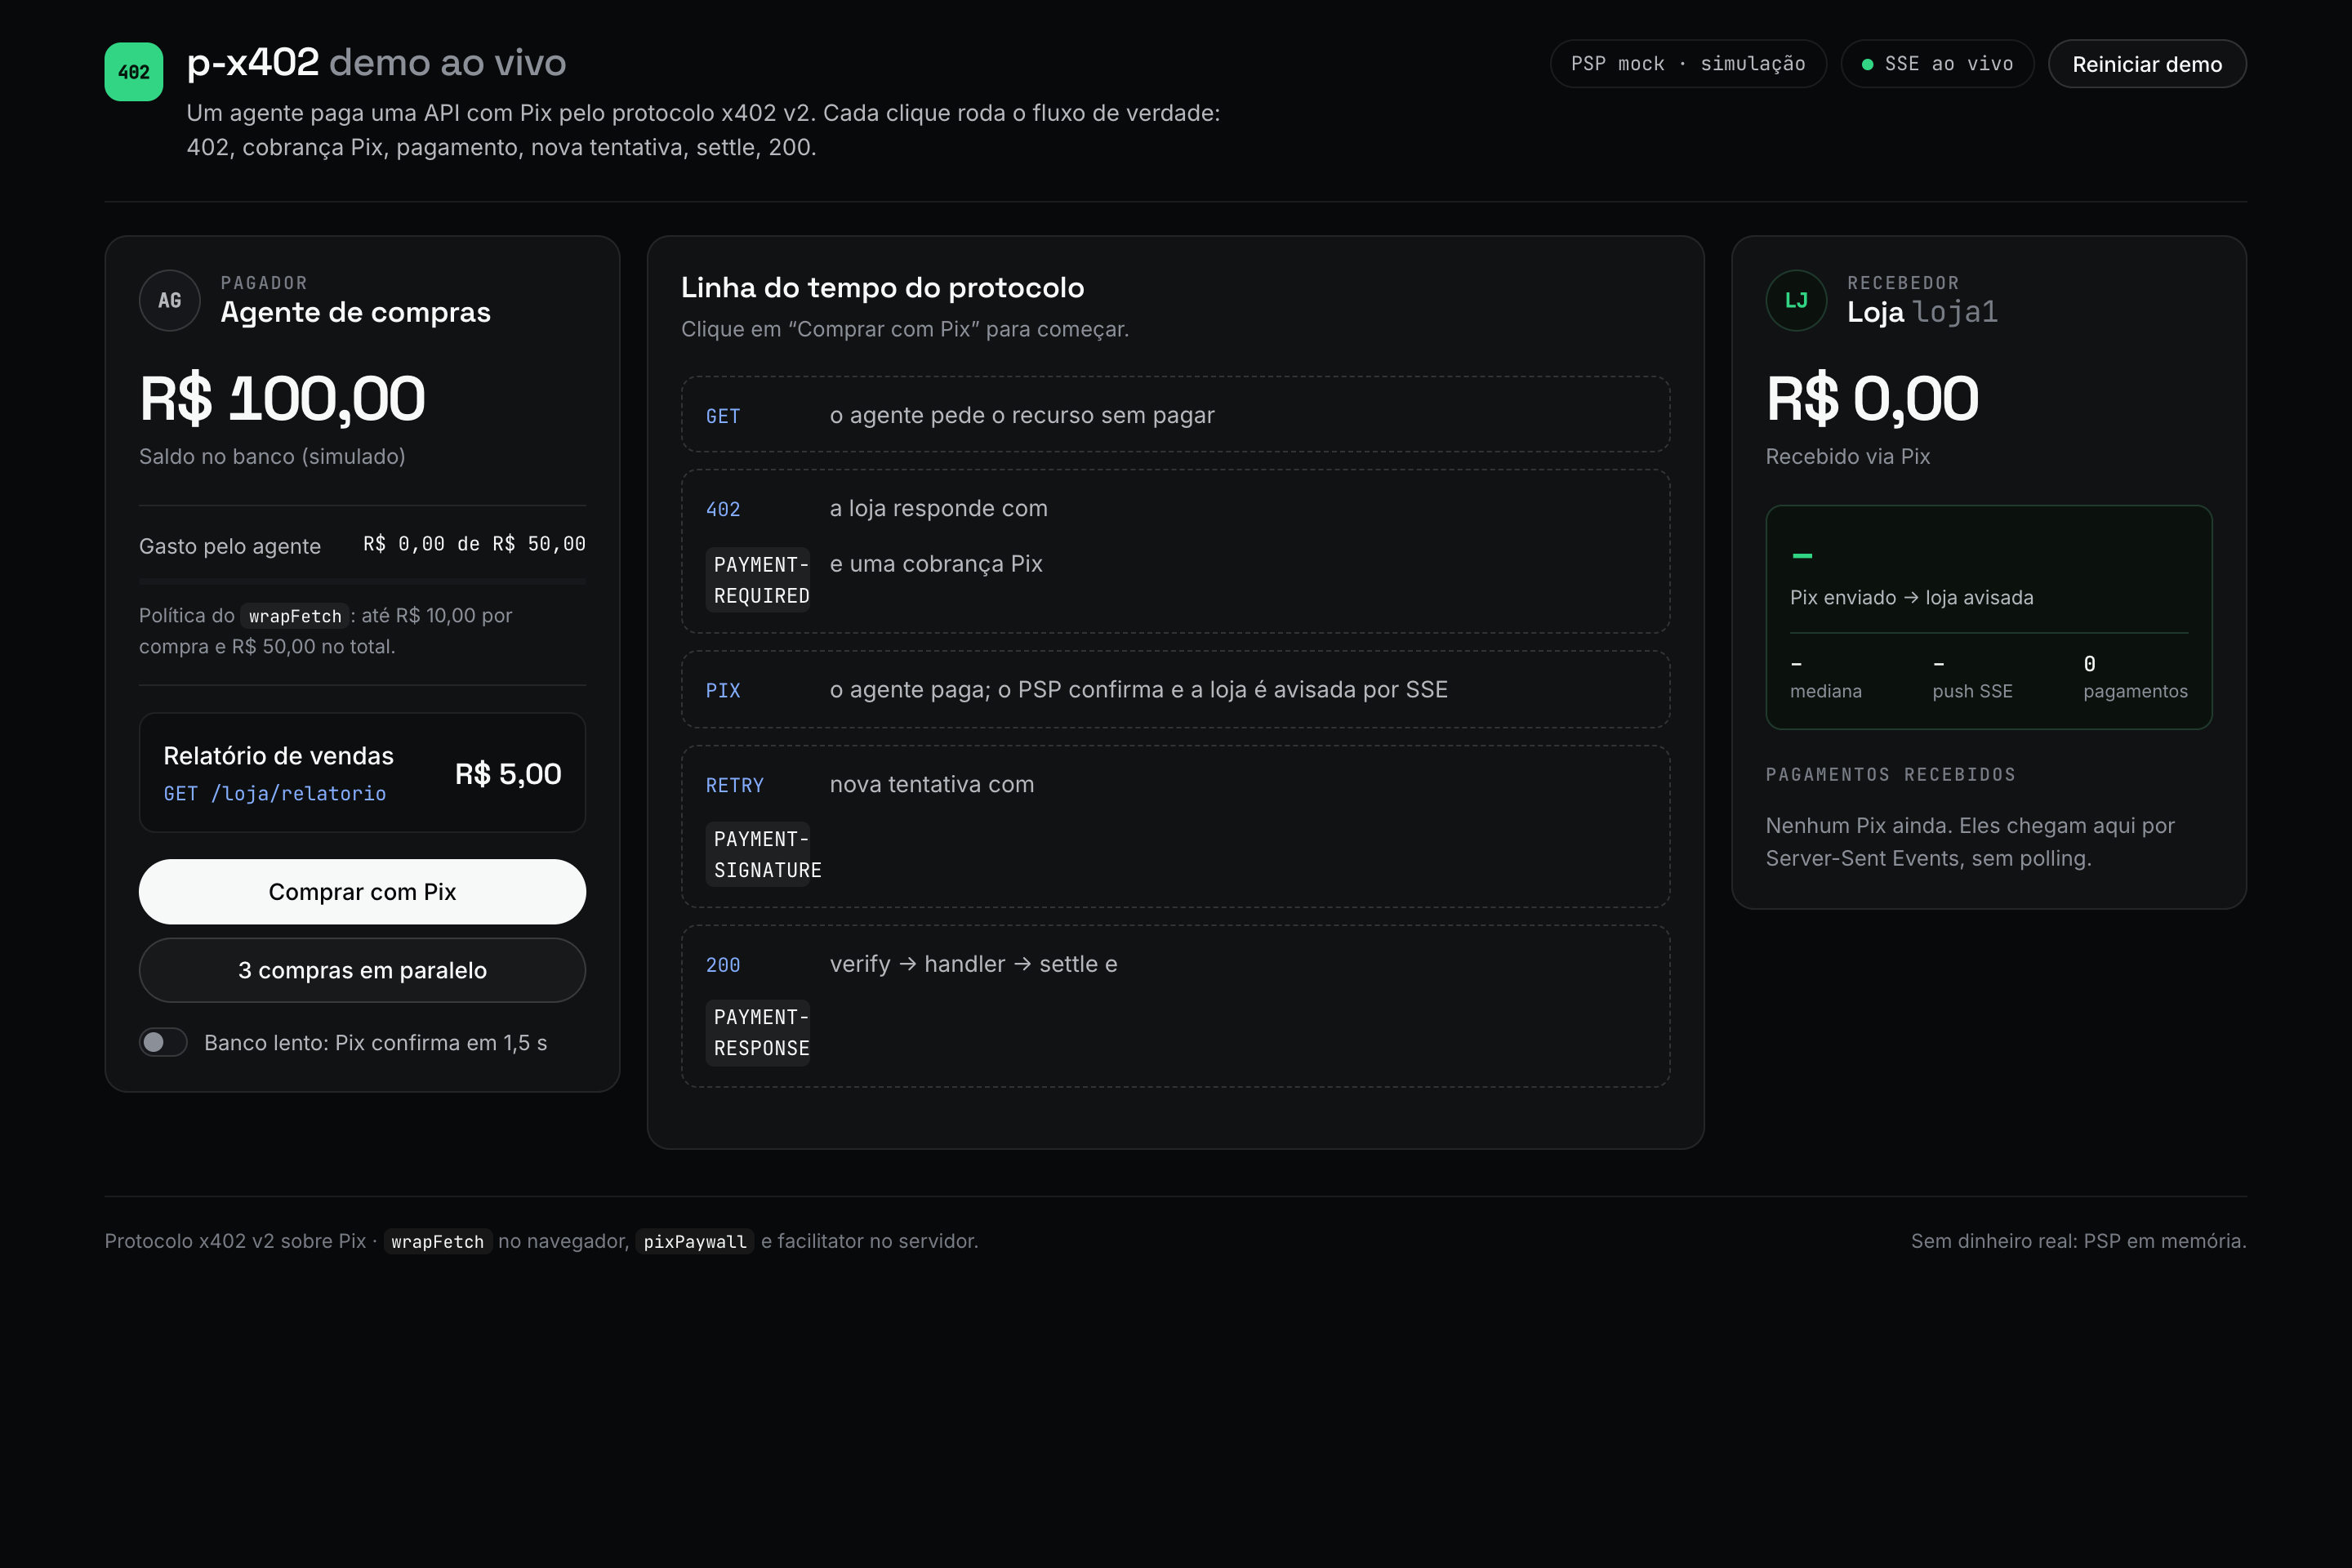 402
p-x402 demo ao vivo
Um agente paga uma API com Pix pelo protocolo x402 v2. Cada clique roda o fluxo de verdade:
402, cobrança Pix, pagamento, nova tentativa, settle, 200.
PSP mock · simulação
SSE ao vivo
Reiniciar demo
AG
PAGADOR
Agente de compras
R$ 100,00
Saldo no banco (simulado)
Gasto pelo agente
R$ 0,00 de R$ 50,00
Política do wrapFetch: até R$ 10,00 por
compra e R$ 50,00 no total.
Relatório de vendas
GET /loja/relatorio
R$ 5,00
Comprar com Pix
3 compras em paralelo
Banco lento: Pix confirma em 1,5 s
Linha do tempo do protocolo
Clique em “Comprar com Pix” para começar.
GET o agente pede o recurso sem pagar
402 a loja responde com
PAYMENT- e uma cobrança Pix
REQUIRED
PIX o agente paga; o PSP confirma e a loja é avisada por SSE
RETRY nova tentativa com
PAYMENT-
SIGNATURE
200 verify → handler → settle e
PAYMENT-
RESPONSE
LJ
RECEBEDOR
Loja loja1
R$ 0,00
Recebido via Pix
–
Pix enviado → loja avisada
– – 0
mediana push SSE pagamentos
PAGAMENTOS RECEBIDOS
Nenhum Pix ainda. Eles chegam aqui por
Server-Sent Events, sem polling.
Protocolo x402 v2 sobre Pix · wrapFetch no navegador, pixPaywall e facilitator no servidor.
Sem dinheiro real: PSP em memória.